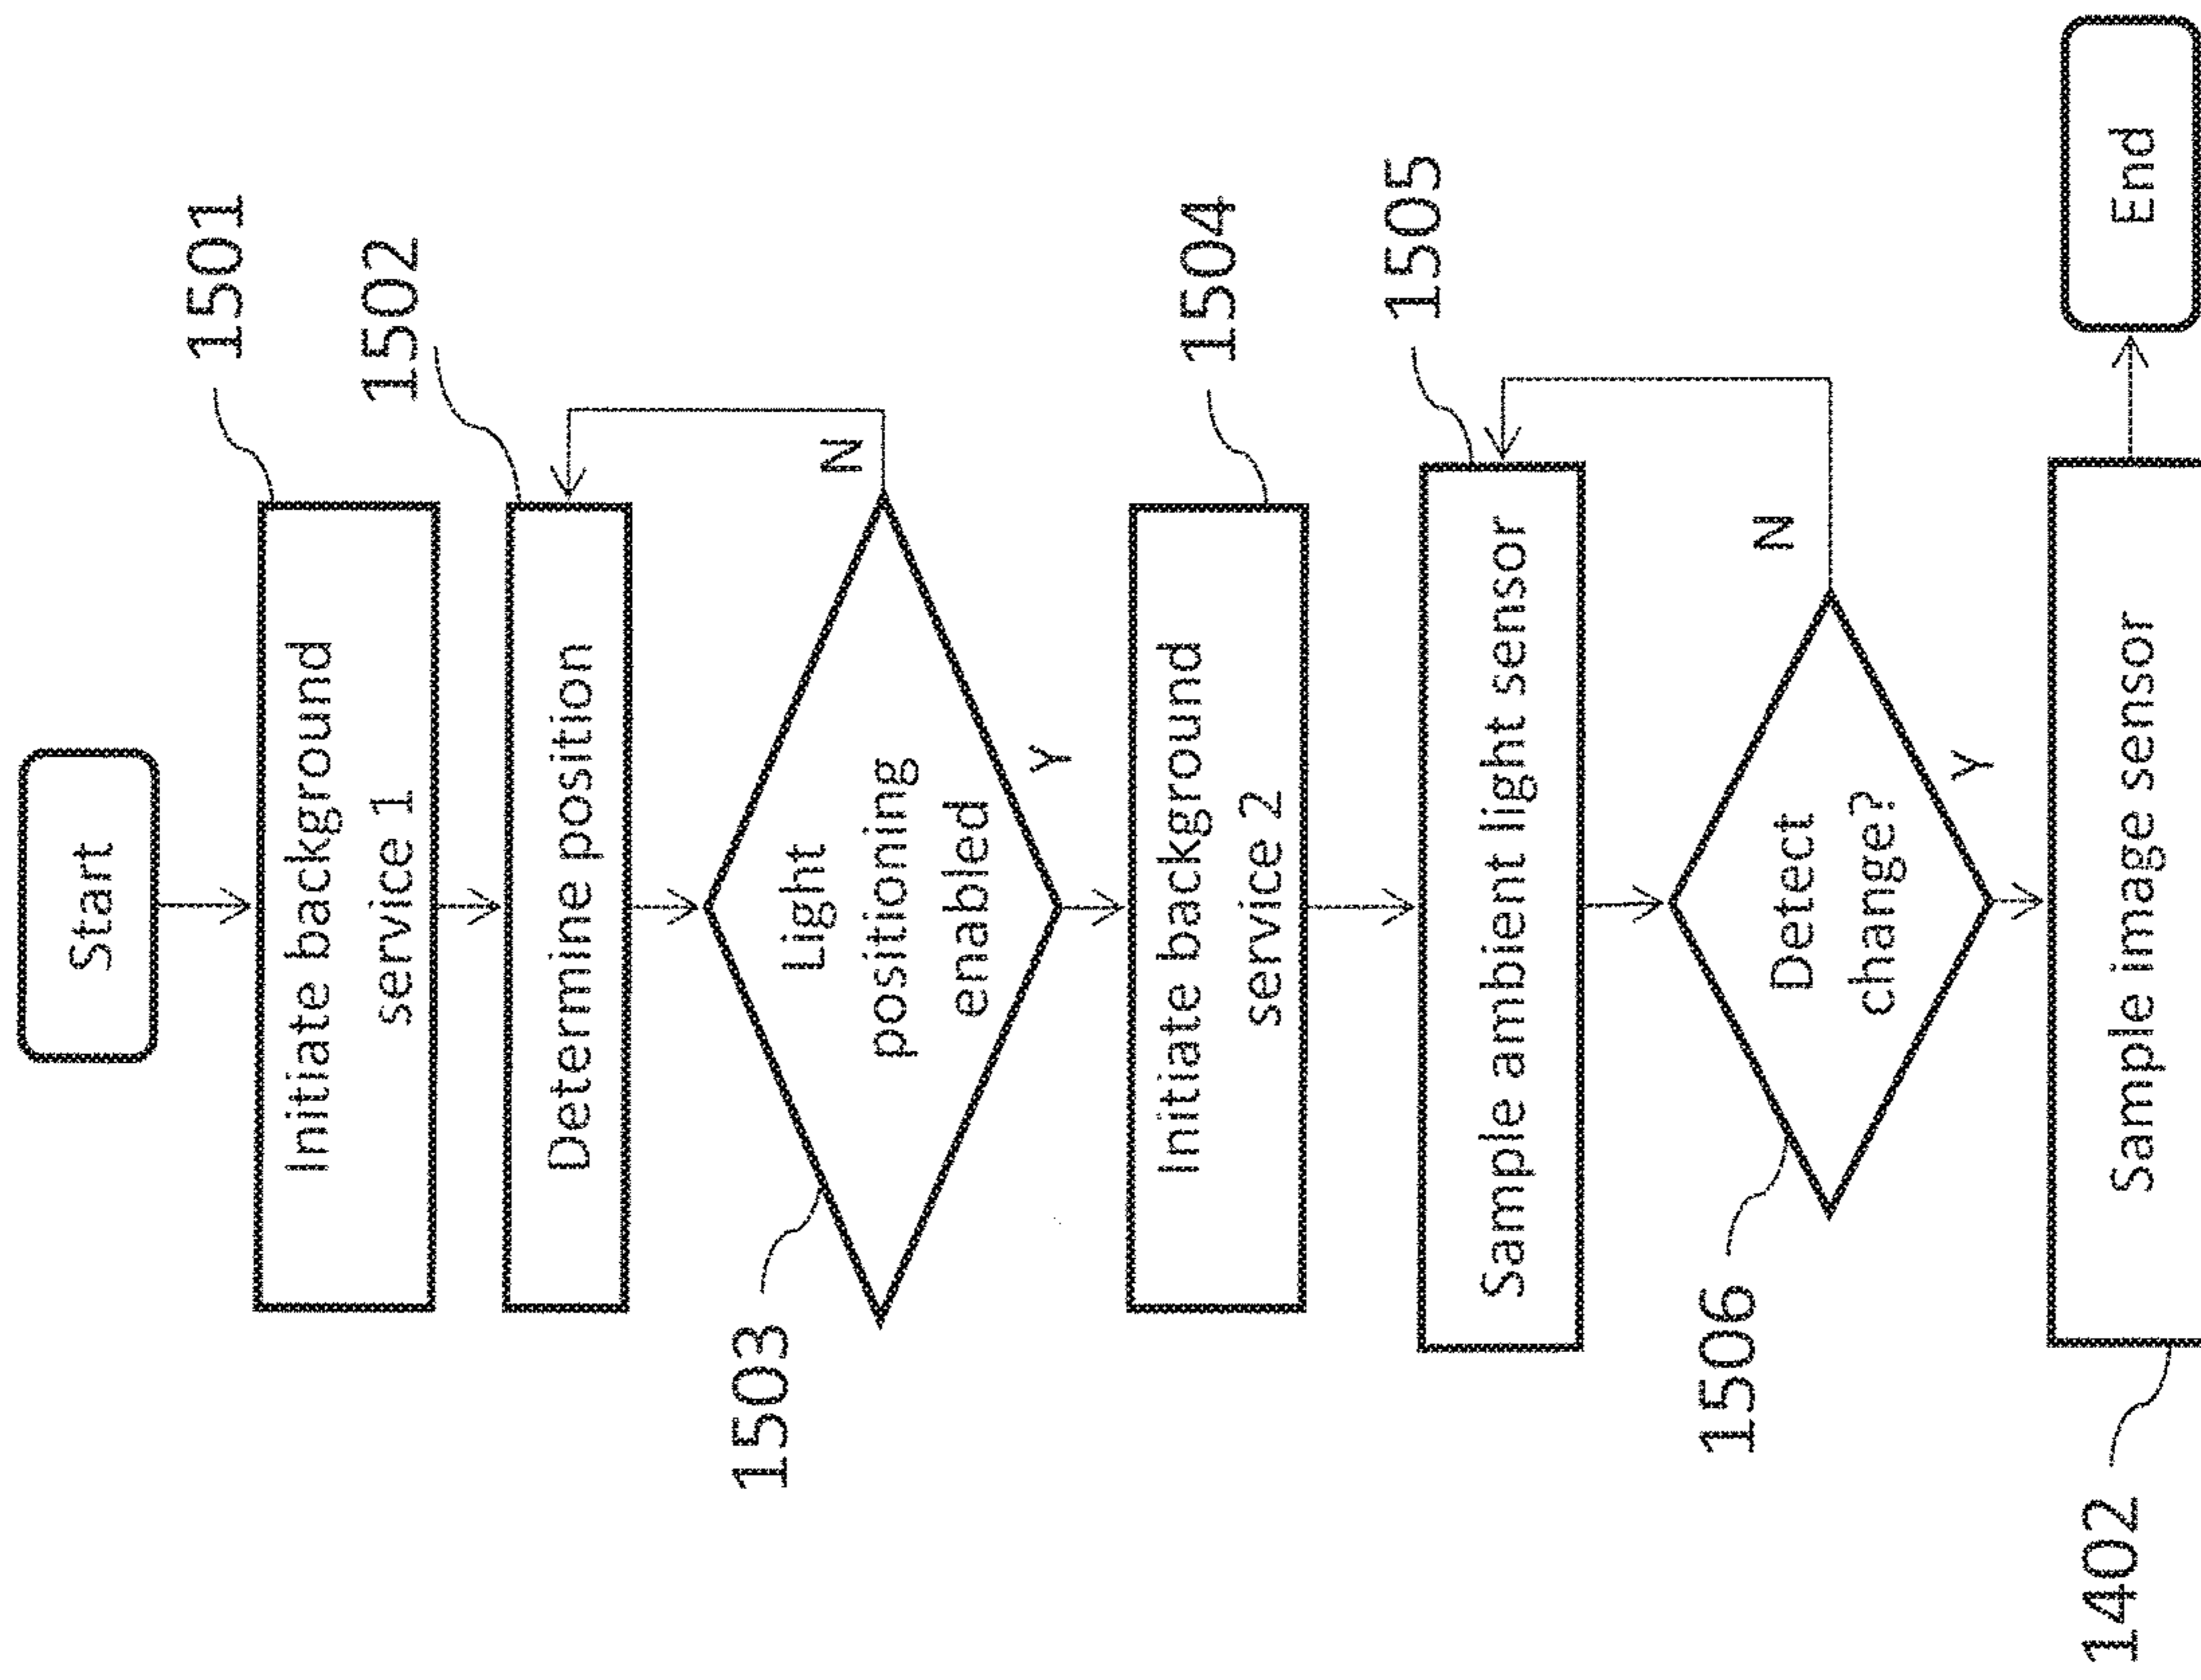 Start
1501
Initiate background
service 1
1502
Determine position
1503
Light
positioning
enabled
N
Y
1504
Initiate background
service 2
1505
Sample ambient light sensor
1506
Detect
change?
N
Y
1402
Sample image sensor
End